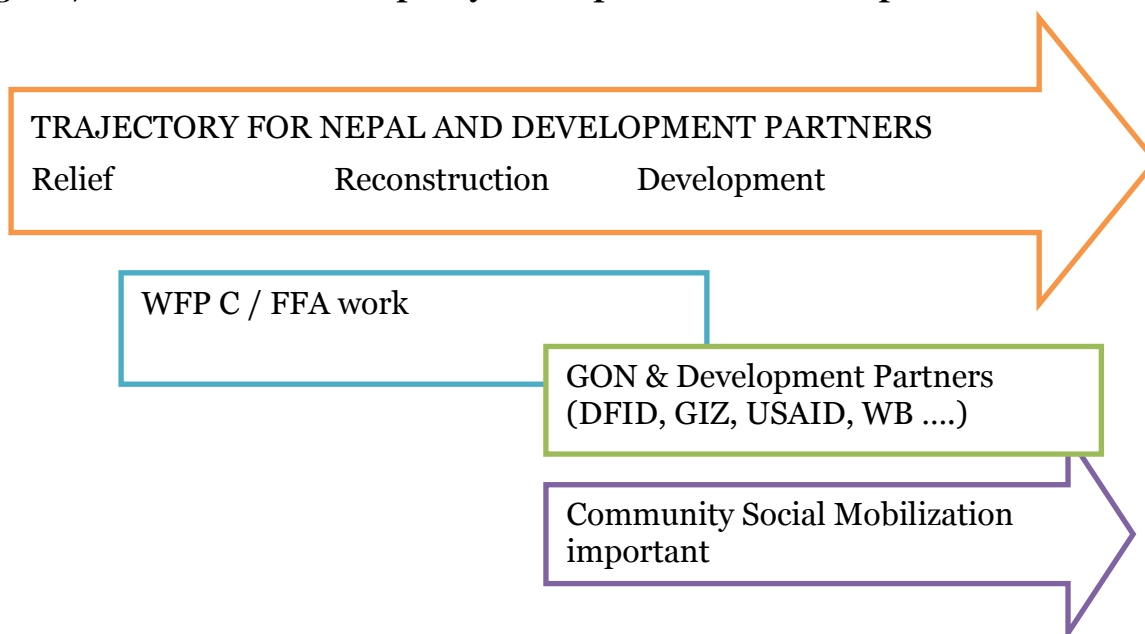 TRAJECTORY FOR NEPAL AND DEVELOPMENT PARTNERS
Relief Reconstruction Development
WFP C / FFA work
GON & Development Partners
(DFID, GIZ, USAID, WB ....)
Community Social Mobilization
important